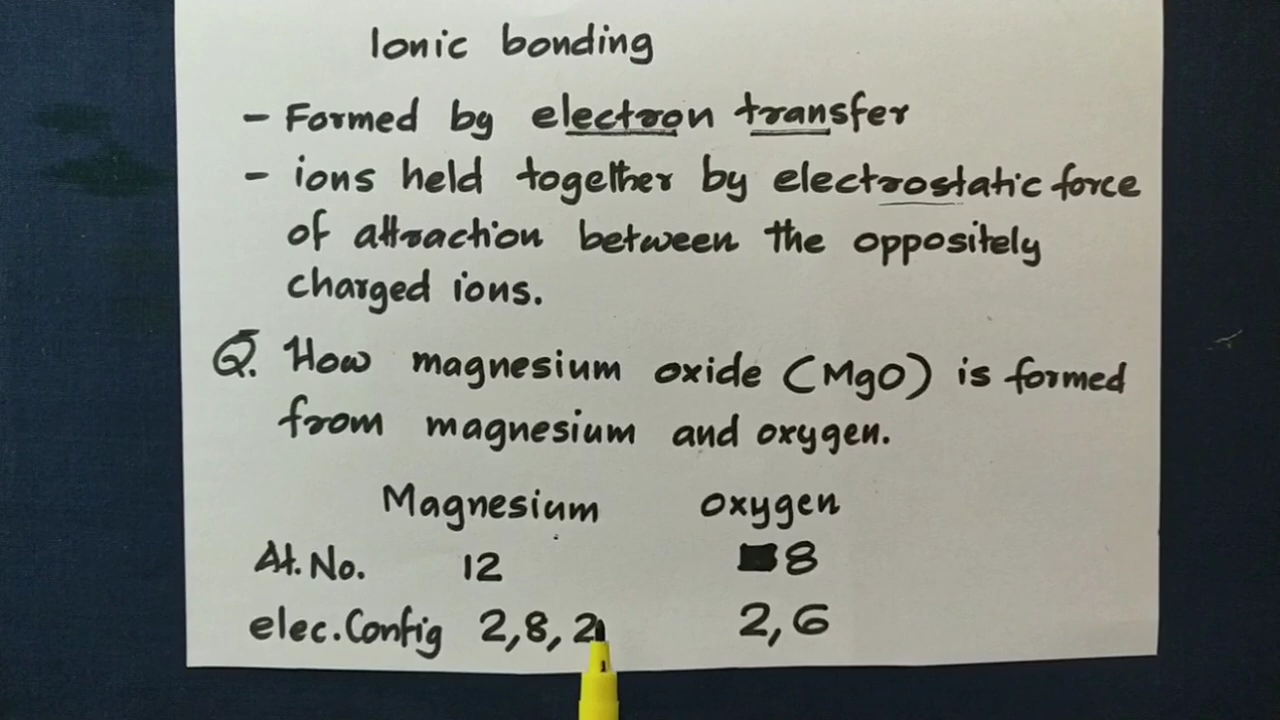 Ionic bonding
- Formed by electron transfer
- ions held together by electrostatic force
of attraction between the oppositely
charged ions.
Q. How magnesium oxide (MgO) is formed
from magnesium and oxygen.
Magnesium oxygen
At. No. 12 8
elec. Config 2,8,2 2,6